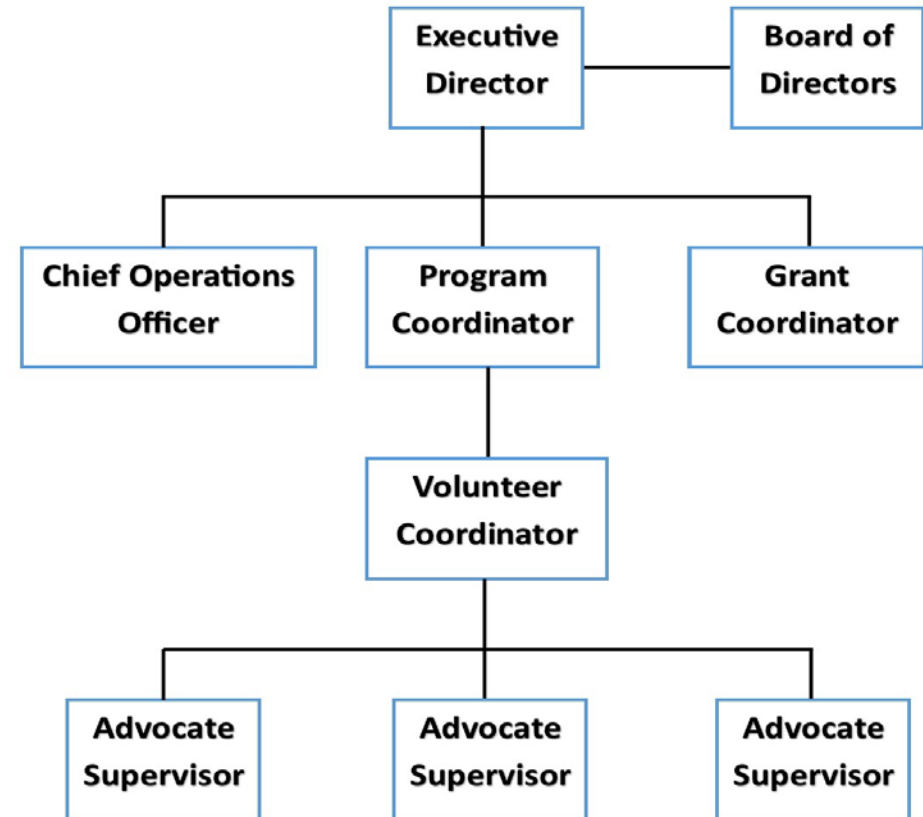 Executive
Director
Board of
Directors
Chief Operations
Officer
Program
Coordinator
Grant
Coordinator
Volunteer
Coordinator
Advocate
Supervisor
Advocate
Supervisor
Advocate
Supervisor